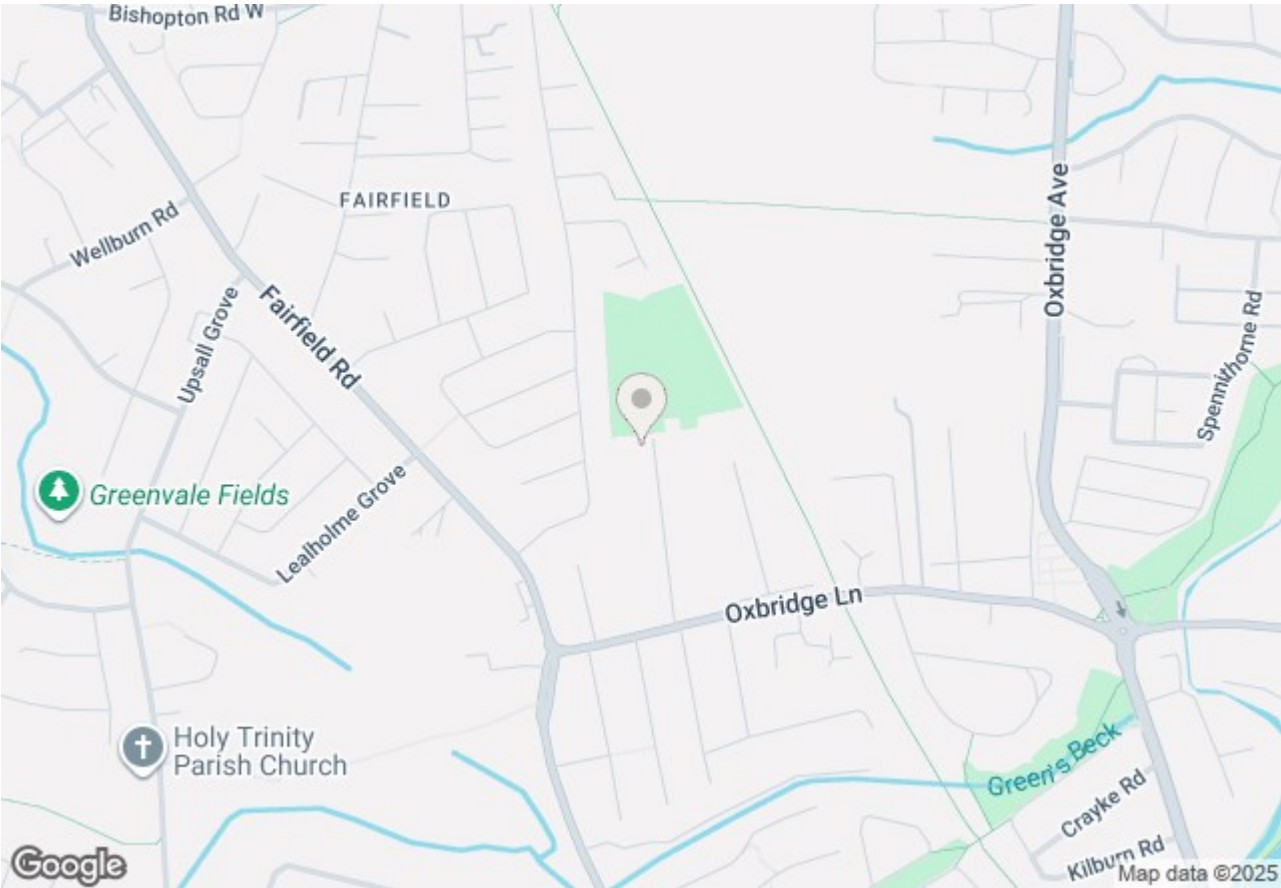 Bishopton Rd W
FAIRFIELD
Wellburn Rd
Oxbridge Ave
Upsall Grove
Fairfield Rd
Spennithorne Rd
Greenvale Fields
Lealholme Grove
Oxbridge Ln
Holy Trinity
Parish Church
Green's Beck
Crayke Rd
Kilburn Rd
Google
Map data ©2025